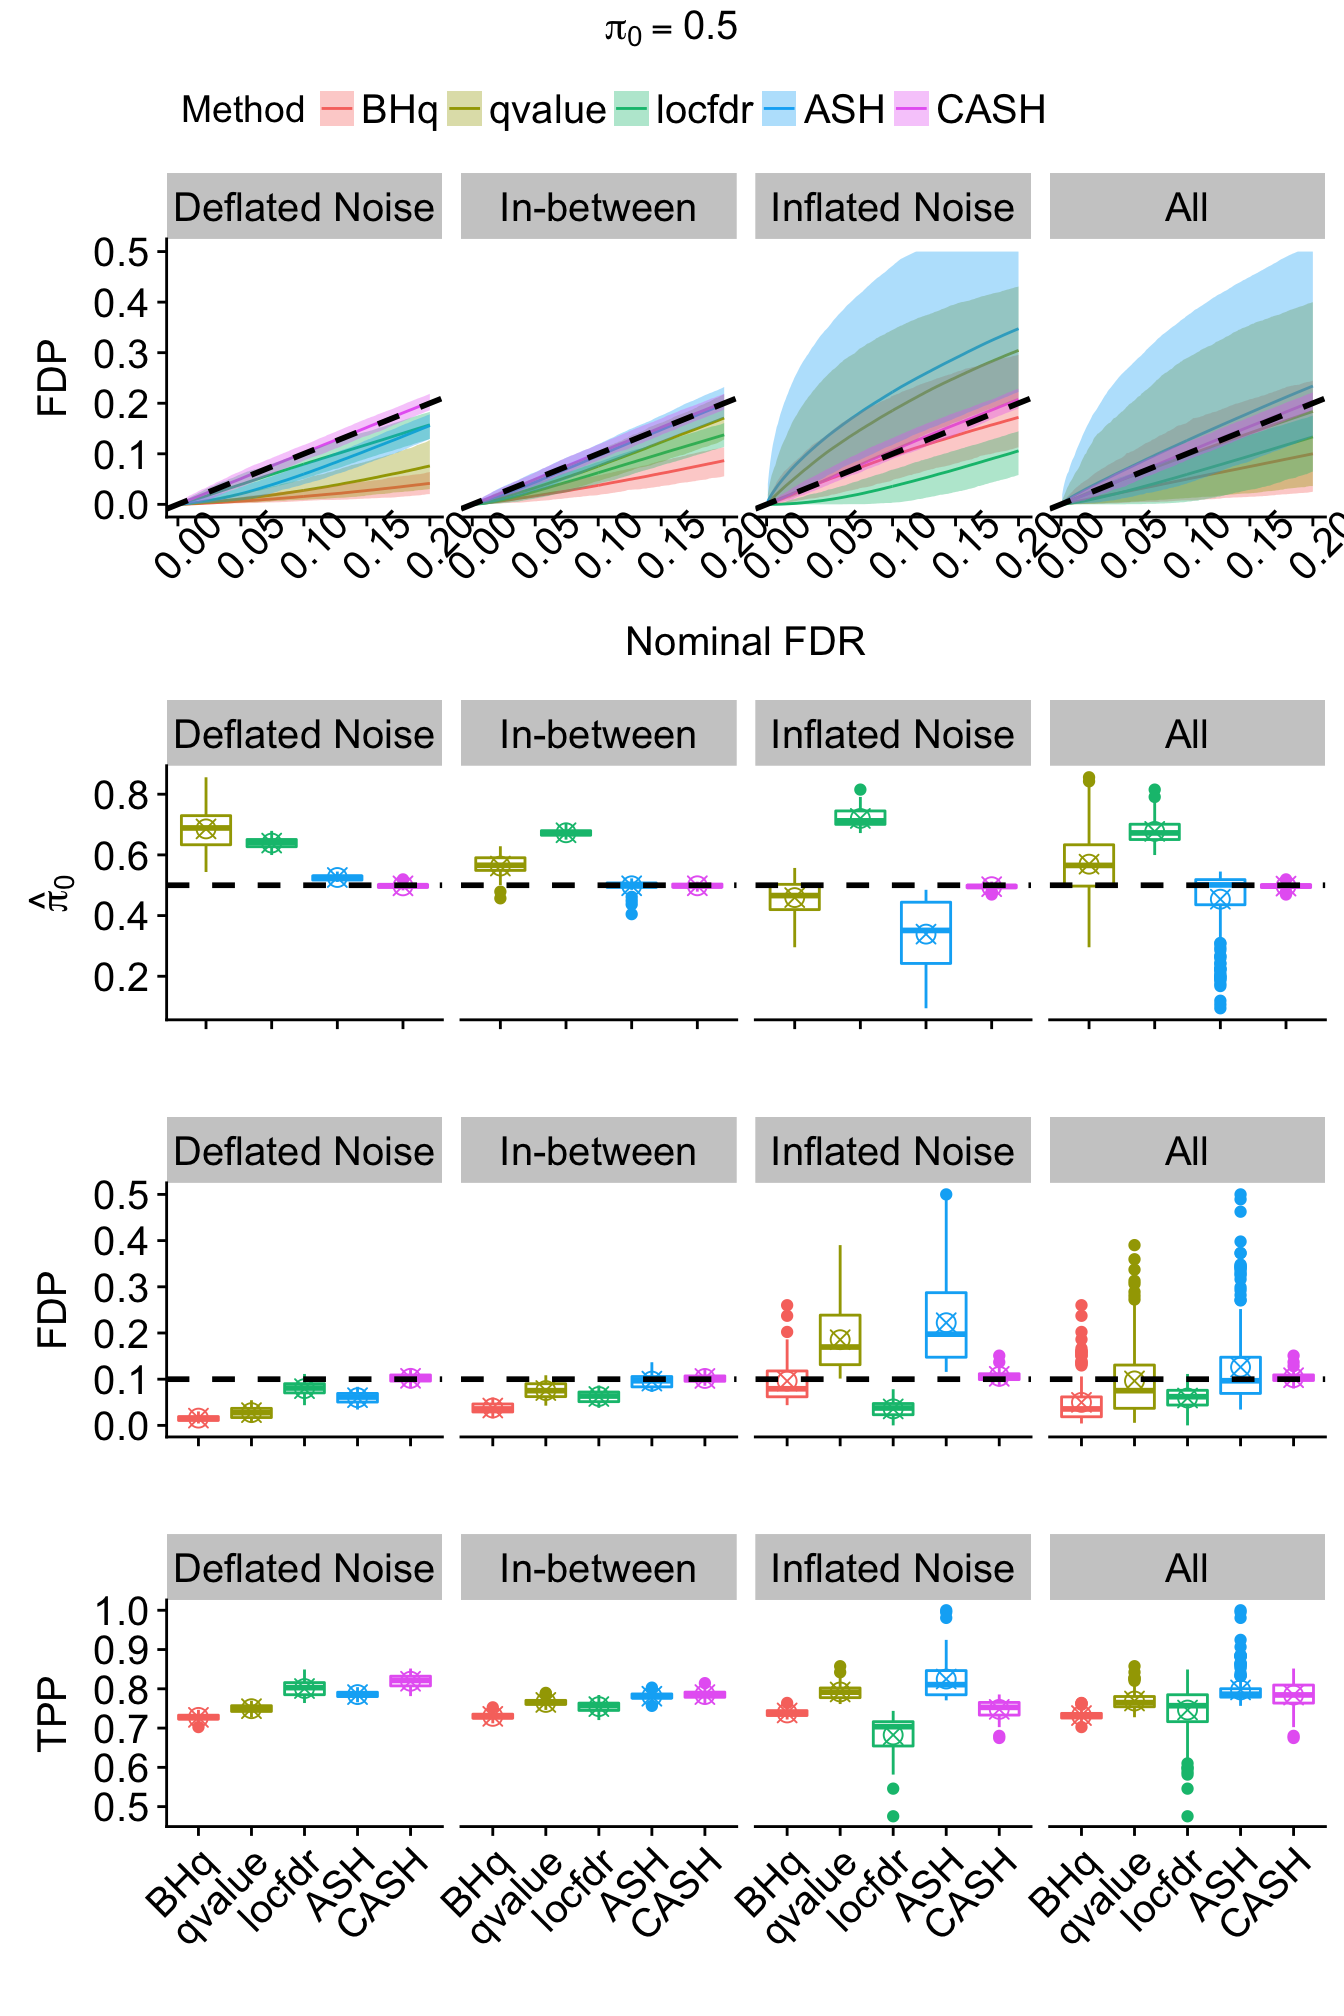 π₀ = 0.5
Method BHq qvalue locfdr ASH CASH
Deflated Noise In-between Inflated Noise All
FDP
0.5
0.4
0.3
0.2
0.1
0.0
0.00 0.05 0.10 0.15 0.20 0.00 0.05 0.10 0.15 0.20 0.00 0.05 0.10 0.15 0.20 0.00 0.05 0.10 0.15 0.20
Nominal FDR
Deflated Noise In-between Inflated Noise All
π̂₀
0.8
0.6
0.4
0.2
Deflated Noise In-between Inflated Noise All
FDP
0.5
0.4
0.3
0.2
0.1
0.0
Deflated Noise In-between Inflated Noise All
TPP
1.0
0.9
0.8
0.7
0.6
0.5
BHq qvalue locfdr ASH CASH BHq qvalue locfdr ASH CASH BHq qvalue locfdr ASH CASH BHq qvalue locfdr ASH CASH